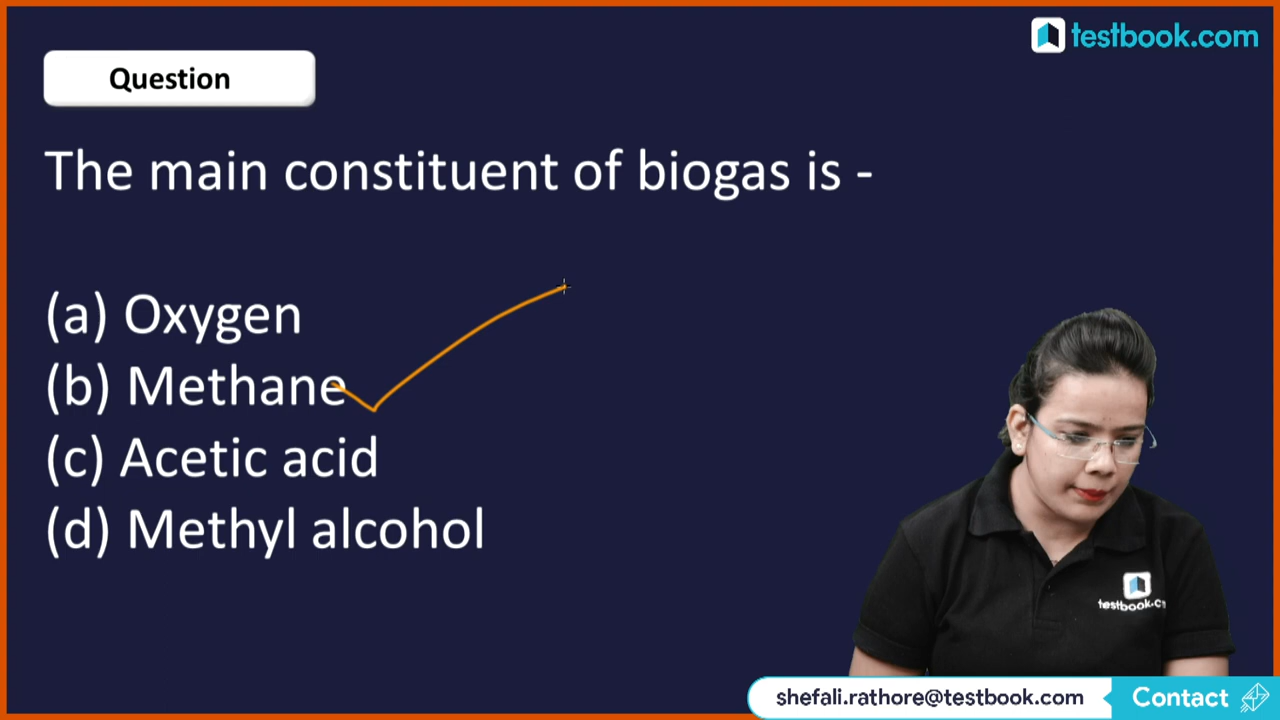 testbook.com
Question
The main constituent of biogas is -
(a) Oxygen
(b) Methane
(c) Acetic acid
(d) Methyl alcohol
testbook.c
shefali.rathore@testbook.com
Contact